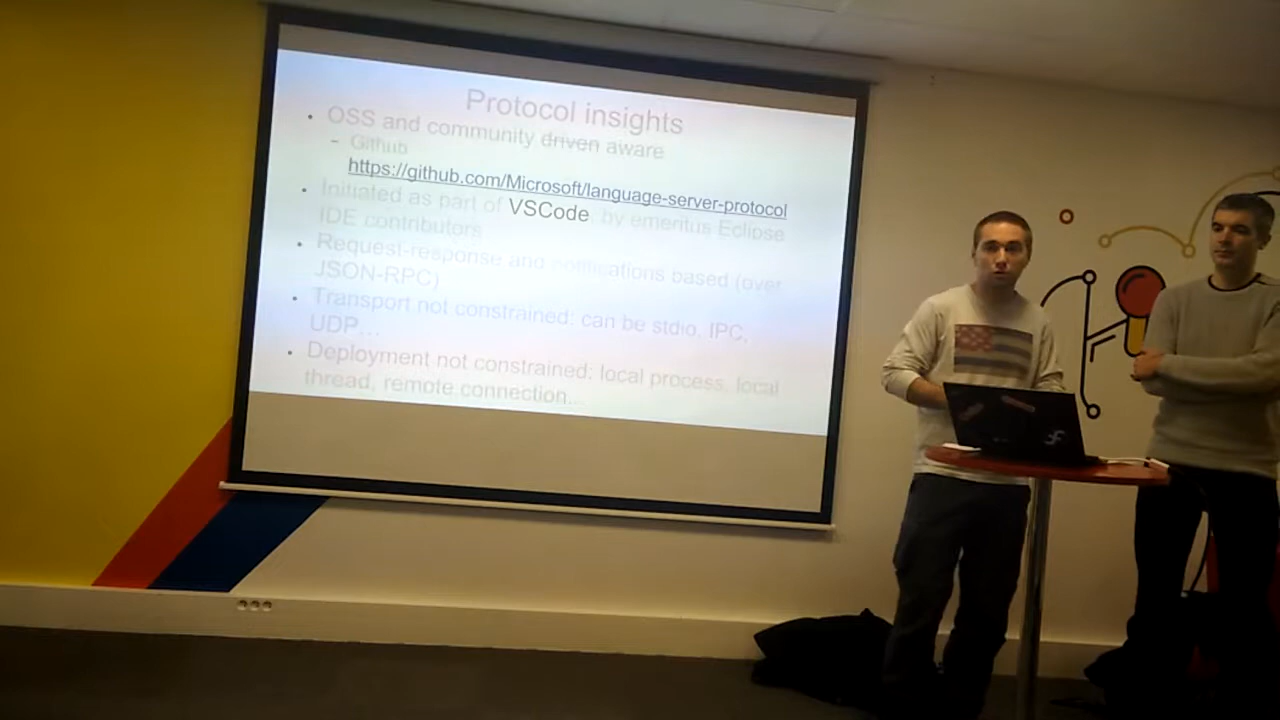 Protocol insights
• OSS and community driven aware
– Github
https://github.com/Microsoft/language-server-protocol
• Initiated as part of VSCode, by emeritus Eclipse
IDE contributors
• Request-response and notifications based (over
JSON-RPC)
• Transport not constrained: can be stdio, IPC,
UDP...
• Deployment not constrained: local process, local
thread, remote connection...